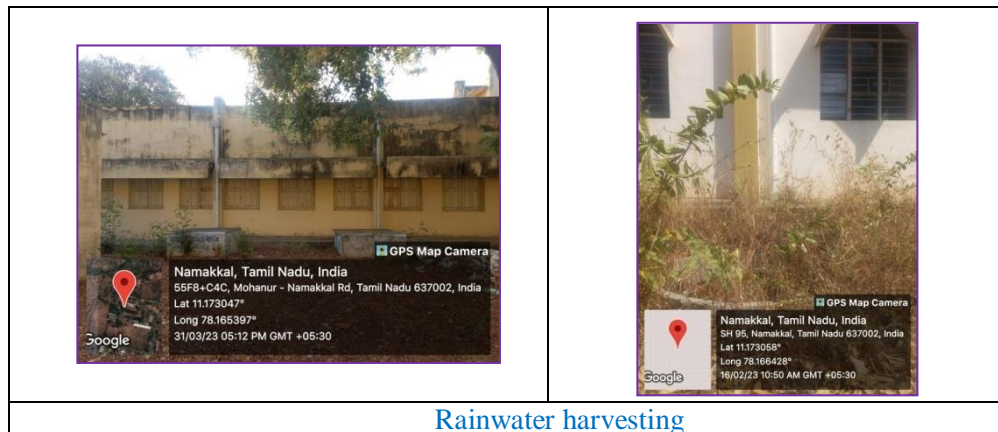 GPS Map Camera
Namakkal, Tamil Nadu, India
55F8+C4C, Mohanur - Namakkal Rd, Tamil Nadu 637002, India
Lat 11.173047°
Long 78.165397°
31/03/23 05:12 PM GMT +05:30
Google
GPS Map Camera
Namakkal, Tamil Nadu, India
SH 95, Namakkal, Tamil Nadu 637002, India
Lat 11.173058°
Long 78.166428°
16/02/23 10:50 AM GMT +05:30
Google
Rainwater harvesting